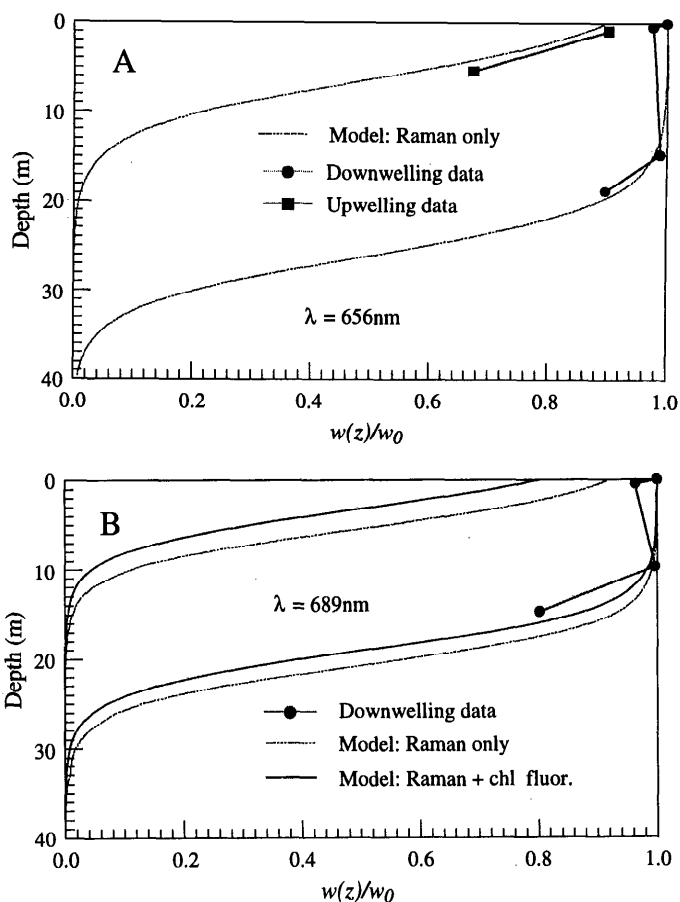 A
0
10
20
30
40
Depth (m)
Model: Raman only
Downwelling data
Upwelling data
λ = 656nm
0.0 0.2 0.4 0.6 0.8 1.0
w(z)/w0
B
0
10
20
30
40
Depth (m)
λ = 689nm
Downwelling data
Model: Raman only
Model: Raman + chl fluor.
0.0 0.2 0.4 0.6 0.8 1.0
w(z)/w0